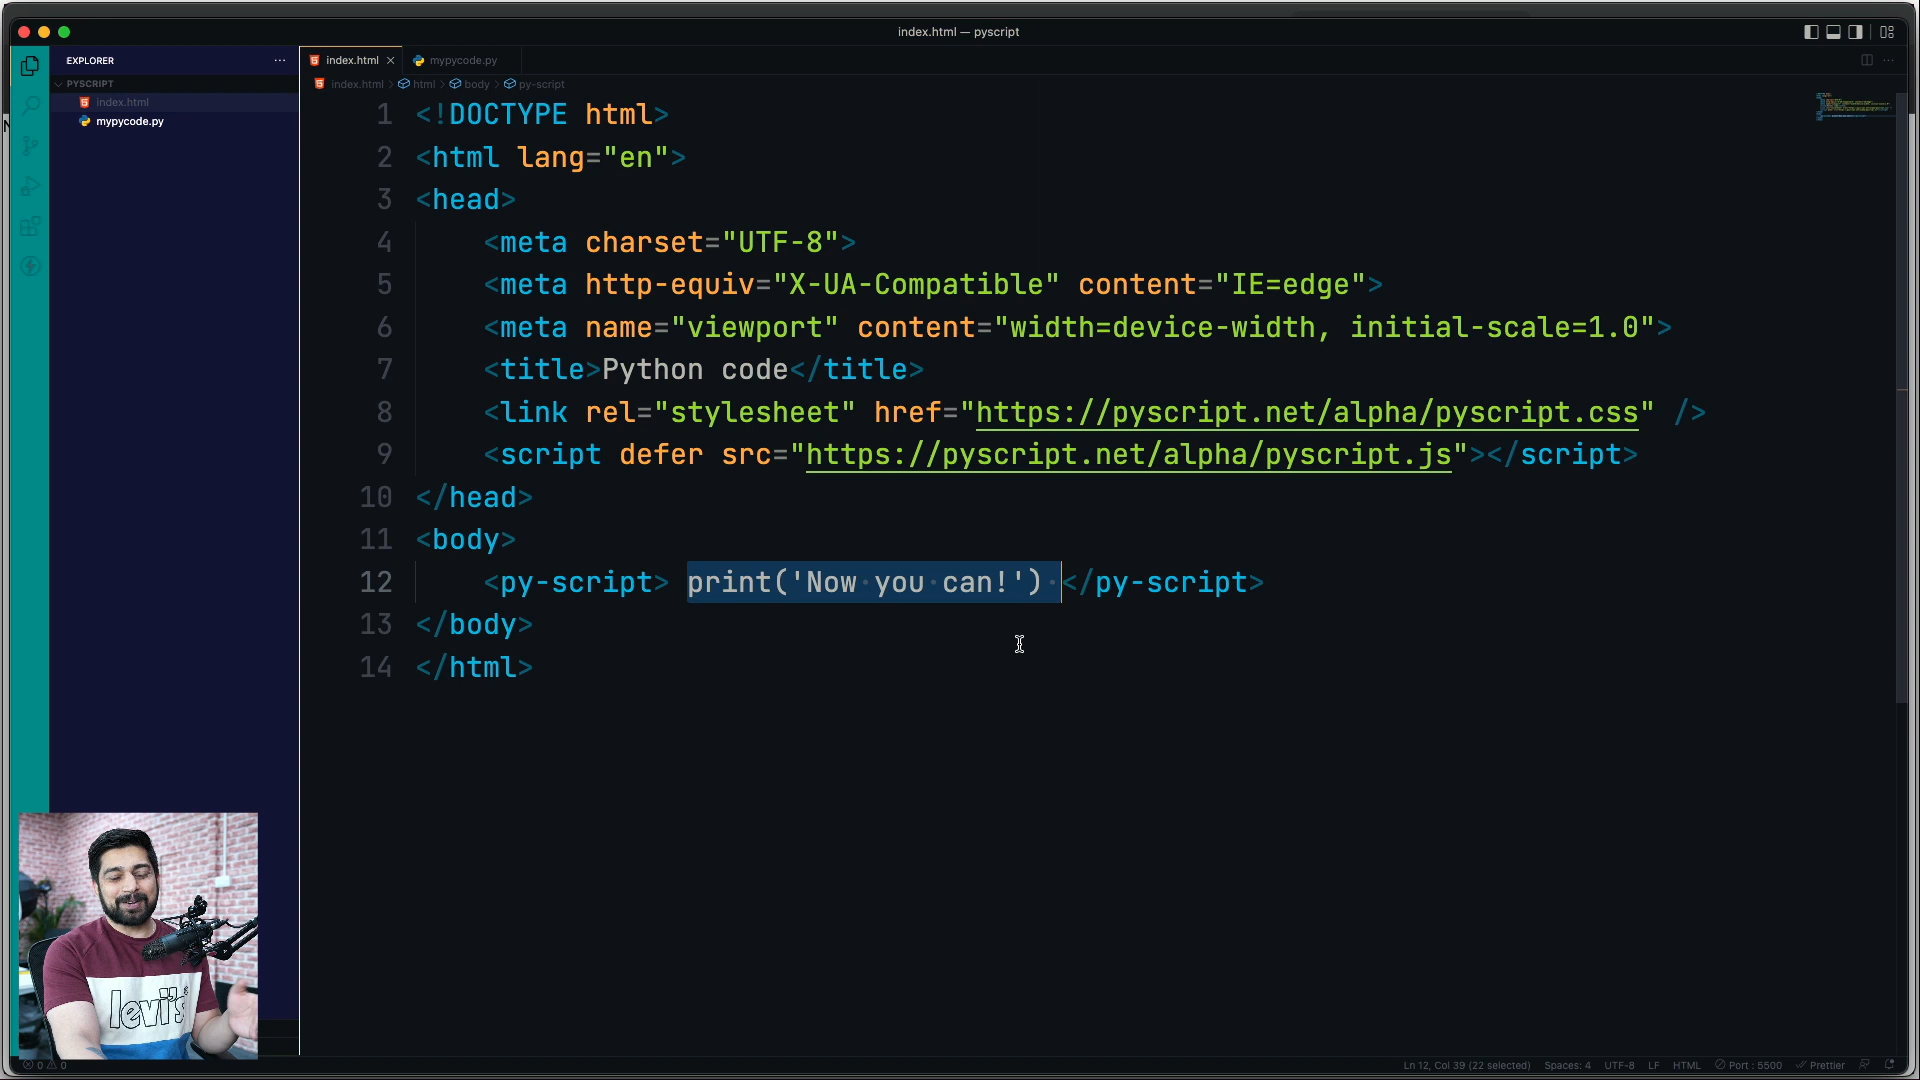 index.html — pyscript
EXPLORER
PYSCRIPT
index.html
mypycode.py
index.html
mypycode.py
index.html > html > body > py-script
1 <!DOCTYPE html>
2 <html lang="en">
3 <head>
4 <meta charset="UTF-8">
5 <meta http-equiv="X-UA-Compatible" content="IE=edge">
6 <meta name="viewport" content="width=device-width, initial-scale=1.0">
7 <title>Python code</title>
8 <link rel="stylesheet" href="https://pyscript.net/alpha/pyscript.css" />
9 <script defer src="https://pyscript.net/alpha/pyscript.js"></script>
10 </head>
11 <body>
12 <py-script> print('Now you can!') </py-script>
13 </body>
14 </html>
levi's
0 0
Ln 12, Col 39 (22 selected) Spaces: 4 UTF-8 LF HTML Port : 5500 Prettier